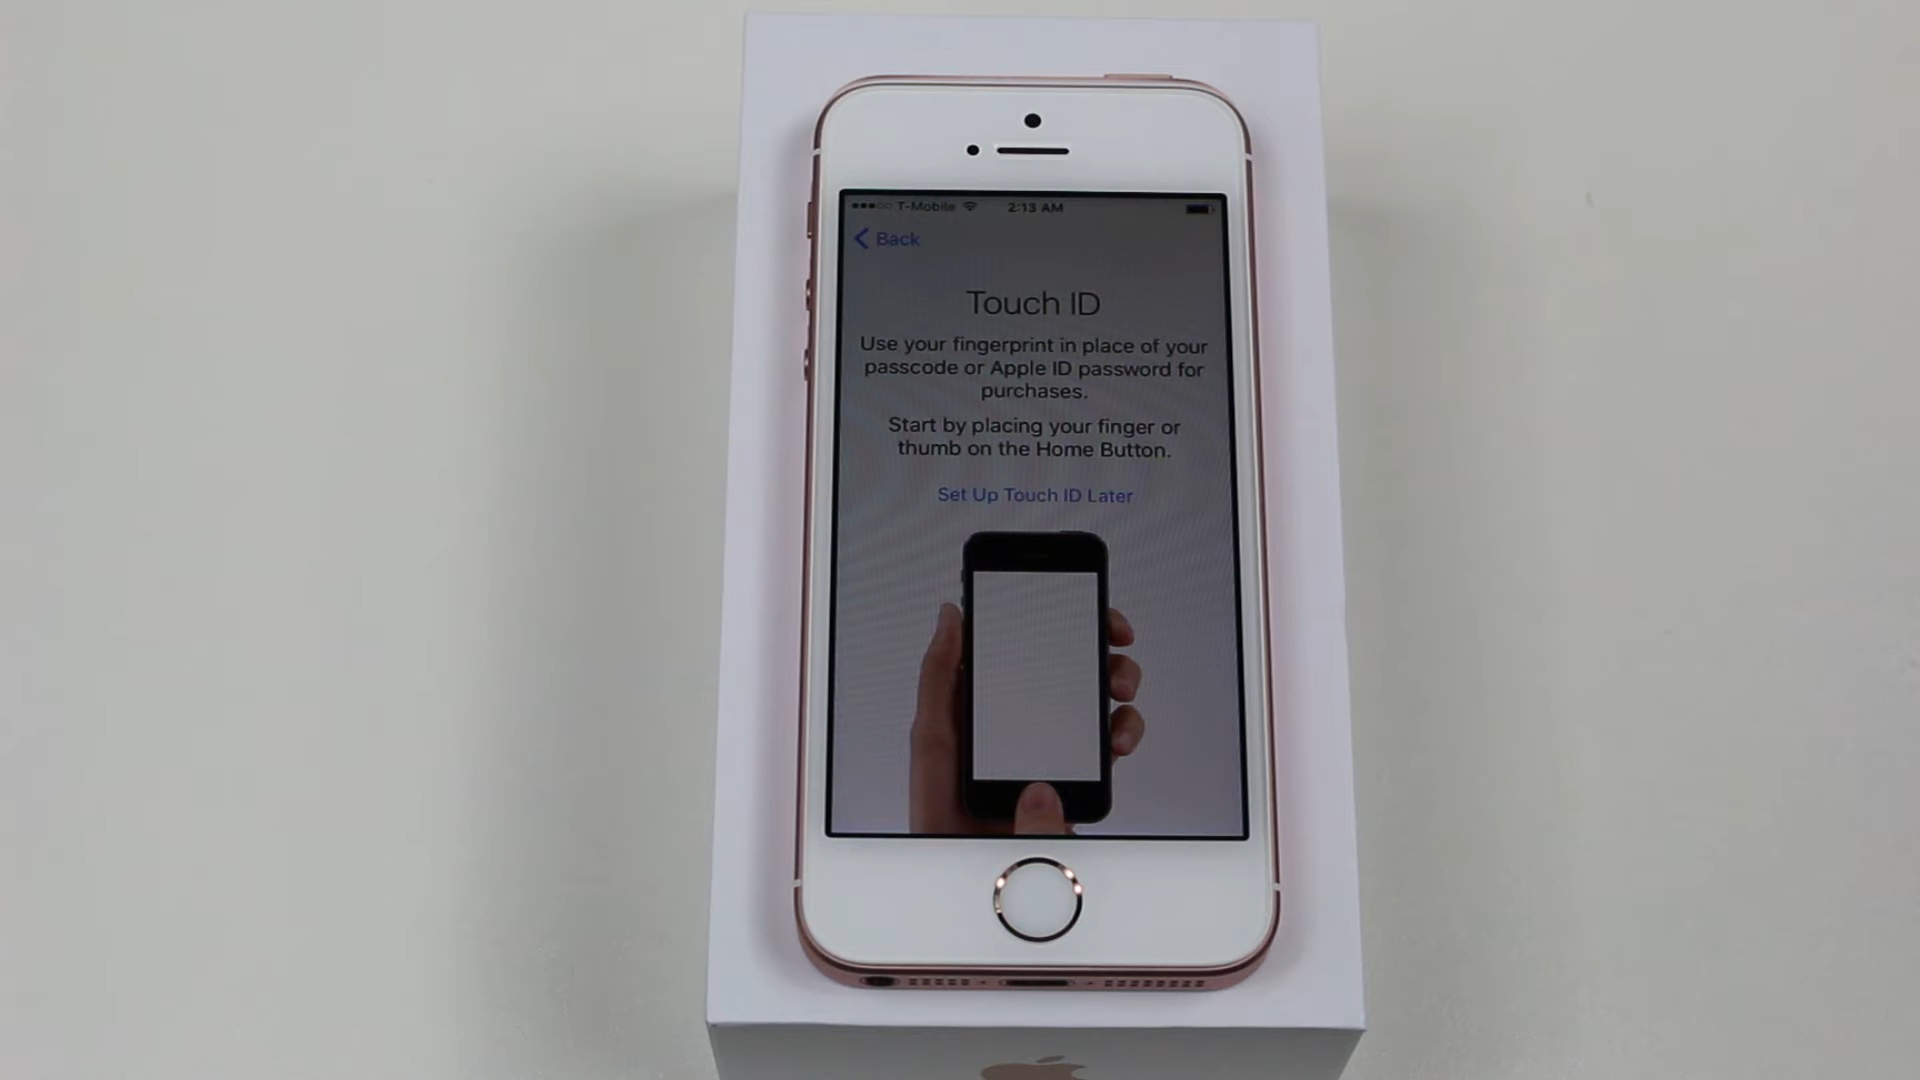 T-Mobile 2:13 AM
Back
Touch ID
Use your fingerprint in place of your
passcode or Apple ID password for
purchases.
Start by placing your finger or
thumb on the Home Button.
Set Up Touch ID Later